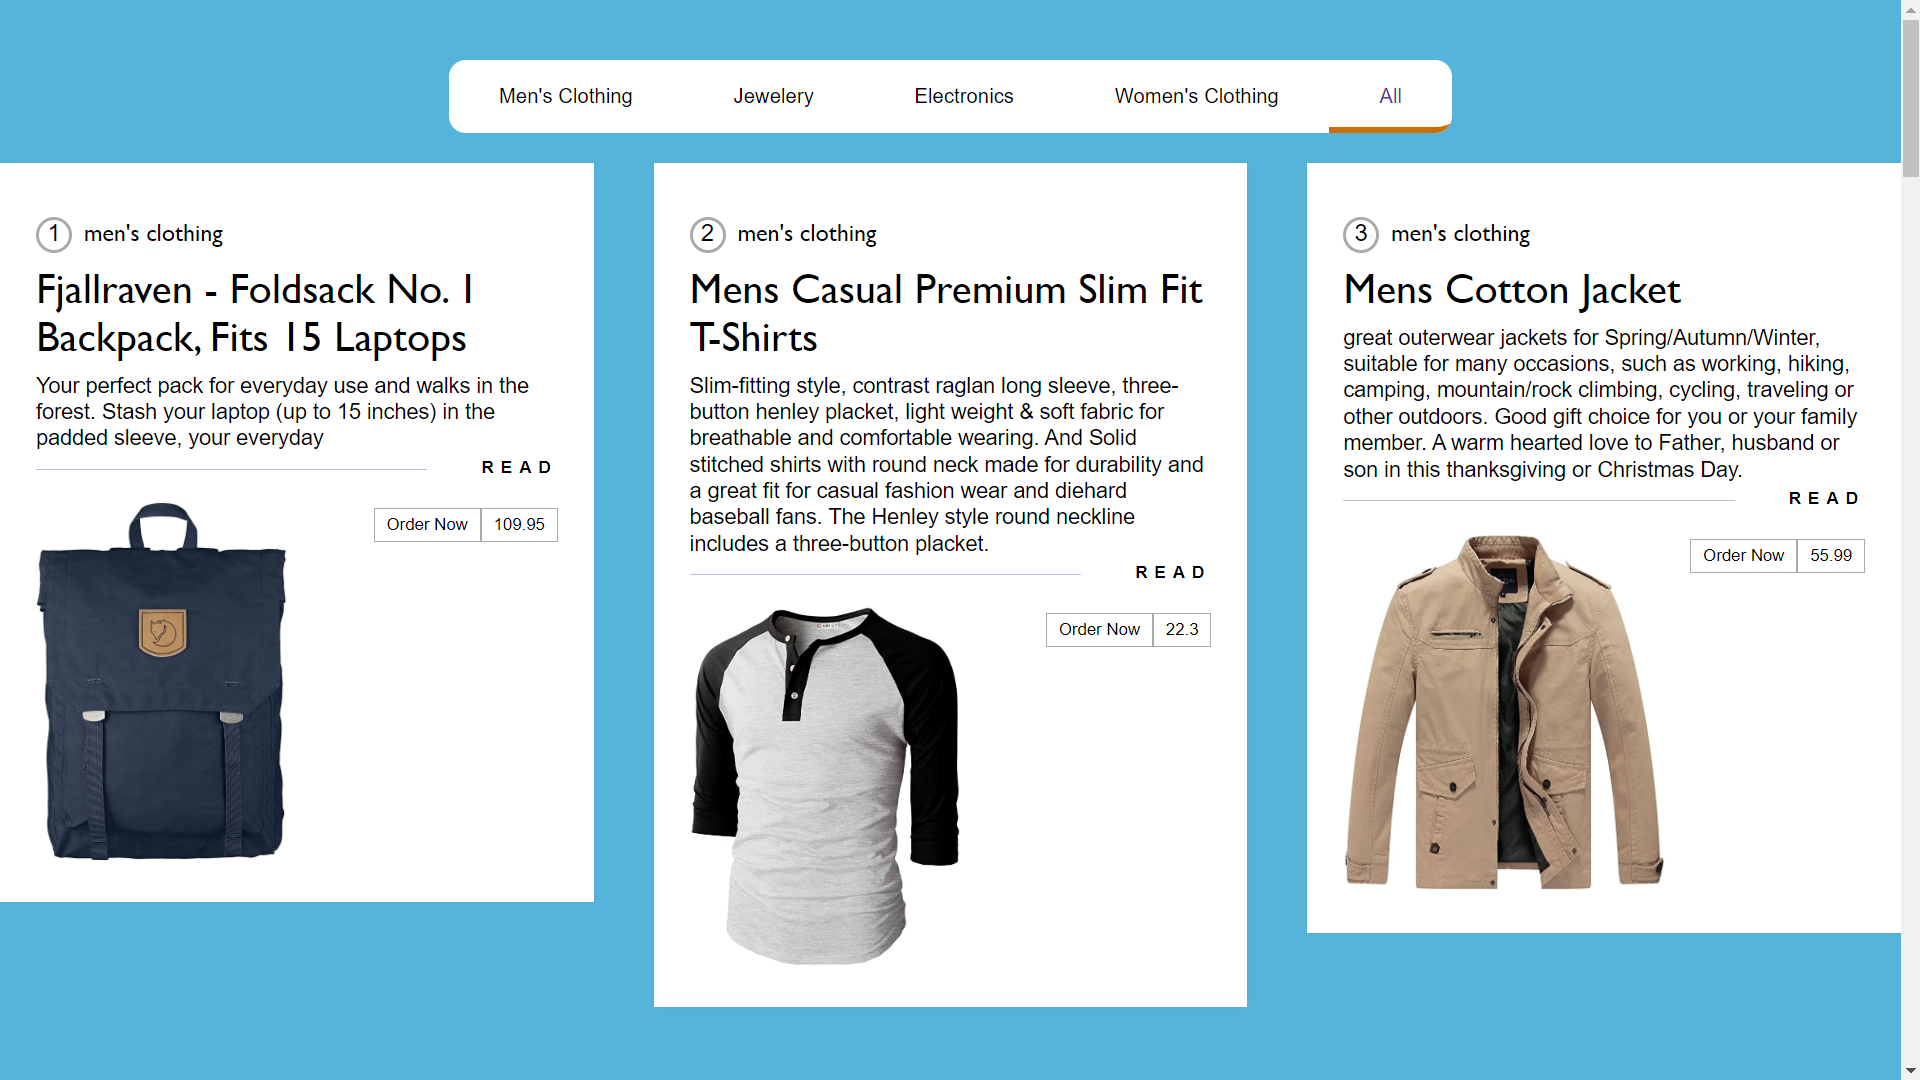 Men's Clothing
Jewelery
Electronics
Women's Clothing
All
1 men's clothing
Fjallraven - Foldsack No. 1
Backpack, Fits 15 Laptops
Your perfect pack for everyday use and walks in the
forest. Stash your laptop (up to 15 inches) in the
padded sleeve, your everyday
READ
Order Now 109.95
2 men's clothing
Mens Casual Premium Slim Fit
T-Shirts
Slim-fitting style, contrast raglan long sleeve, three-
button henley placket, light weight & soft fabric for
breathable and comfortable wearing. And Solid
stitched shirts with round neck made for durability and
a great fit for casual fashion wear and diehard
baseball fans. The Henley style round neckline
includes a three-button placket.
READ
Order Now 22.3
3 men's clothing
Mens Cotton Jacket
great outerwear jackets for Spring/Autumn/Winter,
suitable for many occasions, such as working, hiking,
camping, mountain/rock climbing, cycling, traveling or
other outdoors. Good gift choice for you or your family
member. A warm hearted love to Father, husband or
son in this thanksgiving or Christmas Day.
READ
Order Now 55.99